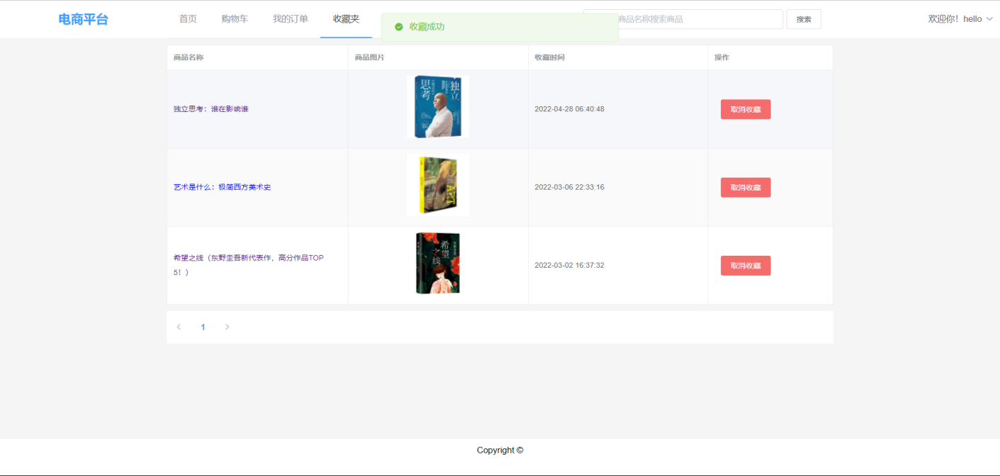 电商平台
首页
购物车
我的订单
收藏夹
收藏成功
商品名称搜索商品
搜索
欢迎你！hello
商品名称
商品图片
收藏时间
操作
独立思考：谁在影响谁
独立
思考
2022-04-28 06:40:48
取消收藏
艺术是什么：极简西方美术史
ART
2022-03-06 22:33:16
取消收藏
希望之线（东野圭吾新代表作，高分作品TOP
5！）
希望
之线
2022-03-02 16:37:32
取消收藏
1
Copyright ©